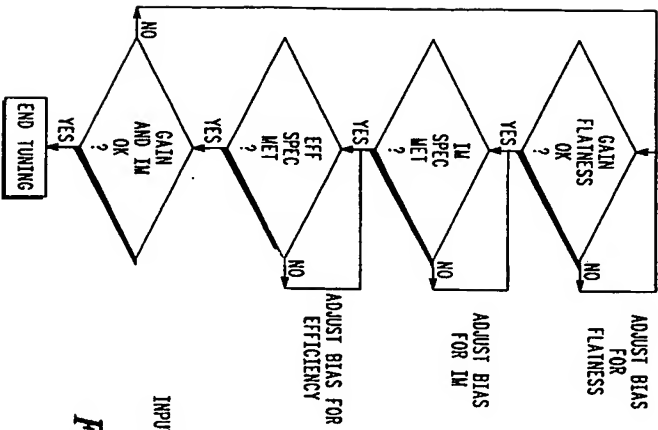 GAIN
FLATNESS
OK
?
NO
YES
ADJUST BIAS
FOR
FLATNESS
IM
SPEC
MET
?
NO
YES
ADJUST BIAS
FOR IM
EFF
SPEC
MET
?
NO
YES
ADJUST BIAS FOR
EFFICIENCY
GAIN
AND IM
OK
?
NO
YES
END TUNING
INPU
F